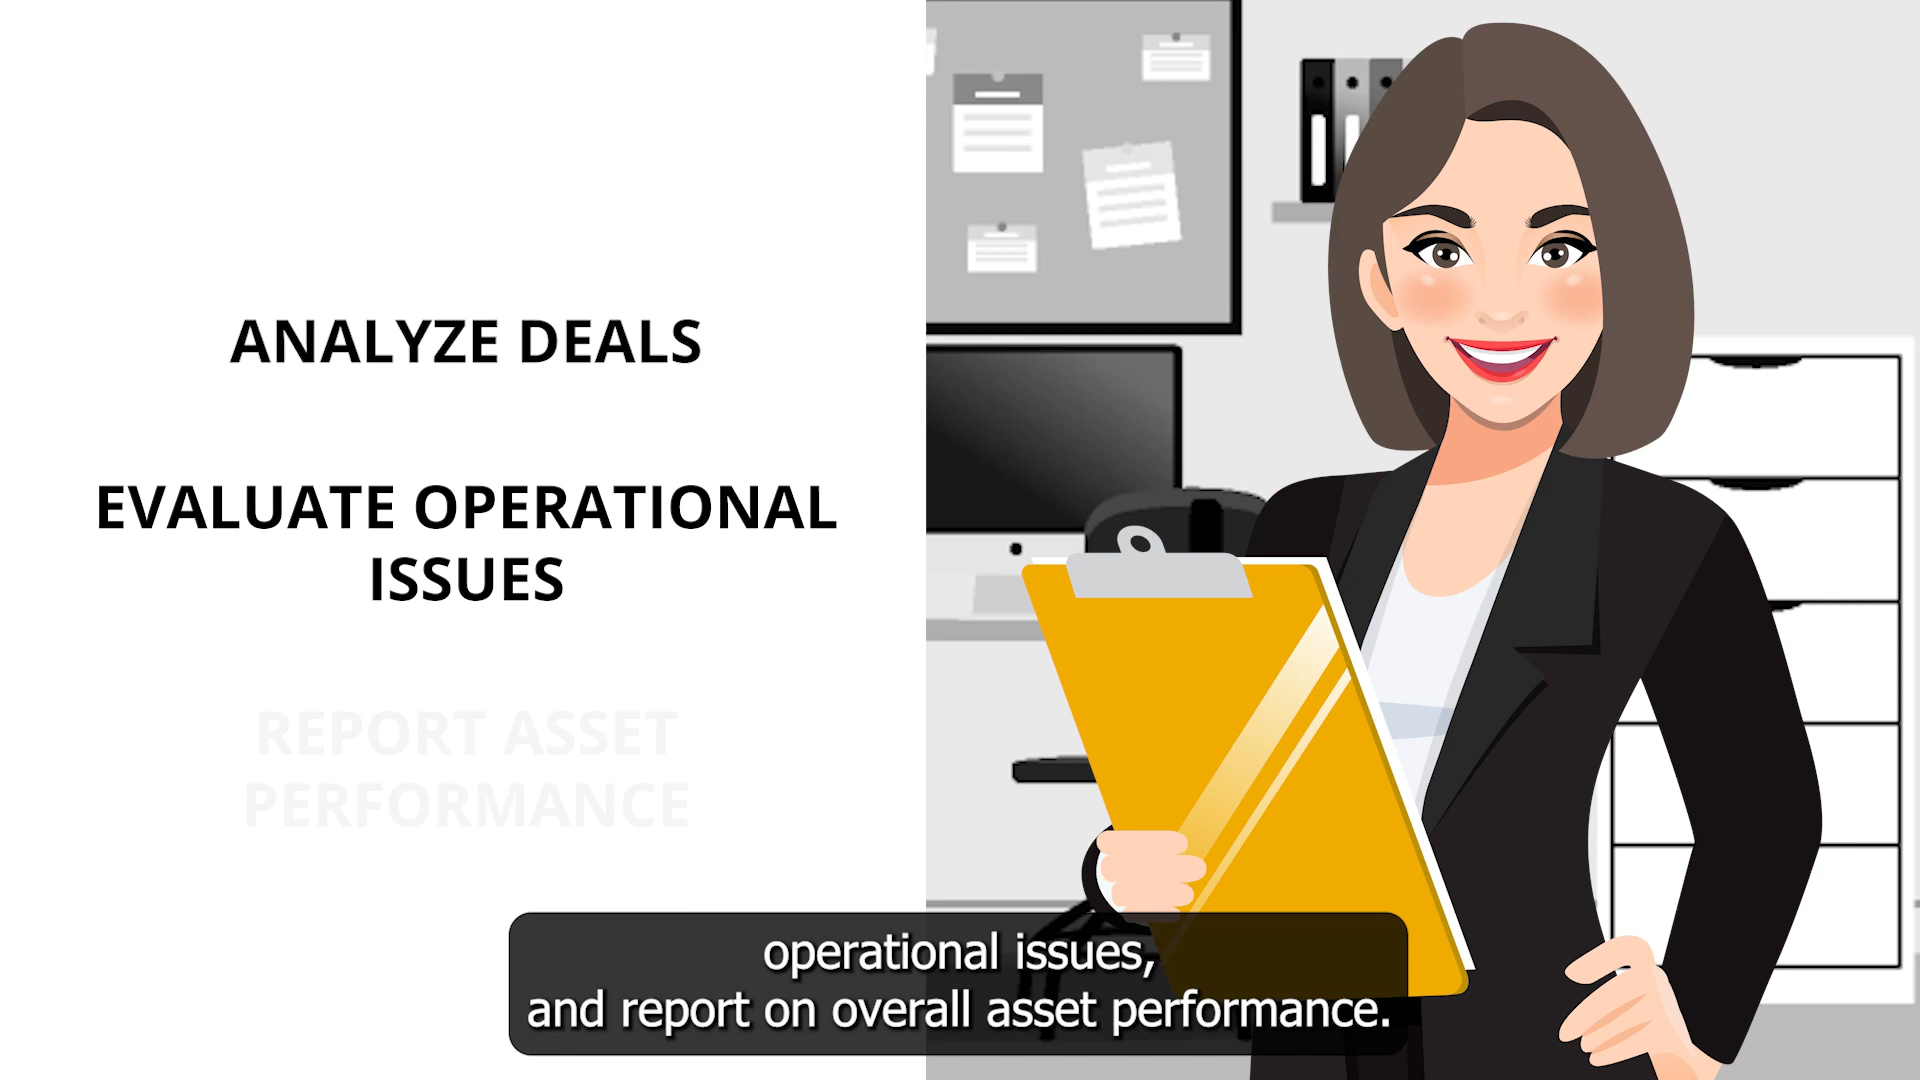 ANALYZE DEALS
EVALUATE OPERATIONAL
ISSUES
REPORT ASSET
PERFORMANCE
operational issues,
and report on overall asset performance.